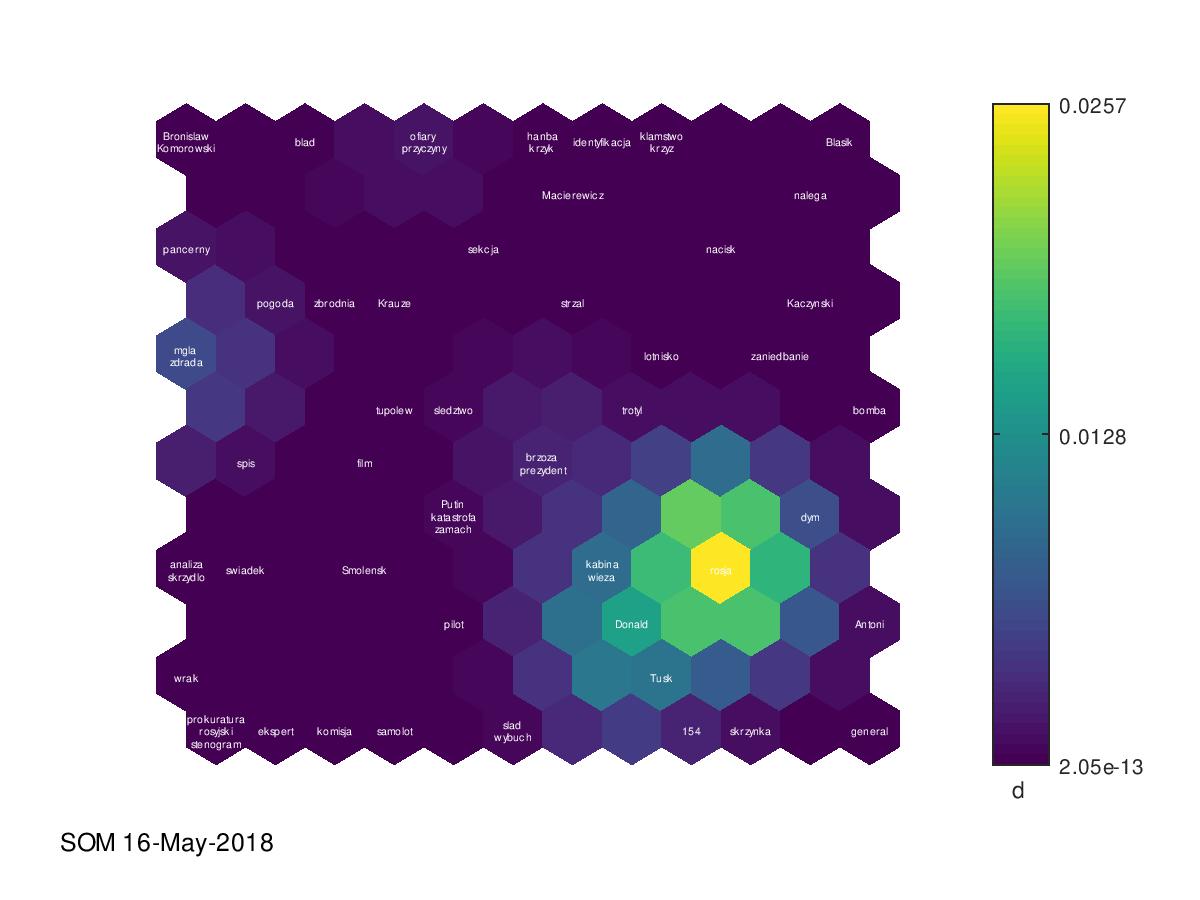 0.0257
Bronislaw
Komorowski
blad
ofiary
przyczyny
hanba
krzyk
identyfikacja
klamstwo
krzyz
Blasik
Macierewicz
nalega
pancerny
sekcja
nacisk
pogoda
zbrodnia
Krauze
strzal
Kaczynski
mgla
zdrada
lotnisko
zaniedbanie
tupolew
sledztwo
trotyl
bomba
0.0128
spis
film
brzoza
prezydent
Putin
katastrofa
zamach
dym
analiza
skrzydlo
swiadek
Smolensk
kabina
wieza
rosja
pilot
Donald
Antoni
wrak
Tusk
prokuratura
rosyjski
stenogram
ekspert
komisja
samolot
slad
wybuch
154
skrzynka
general
2.05e-13
d
SOM 16-May-2018